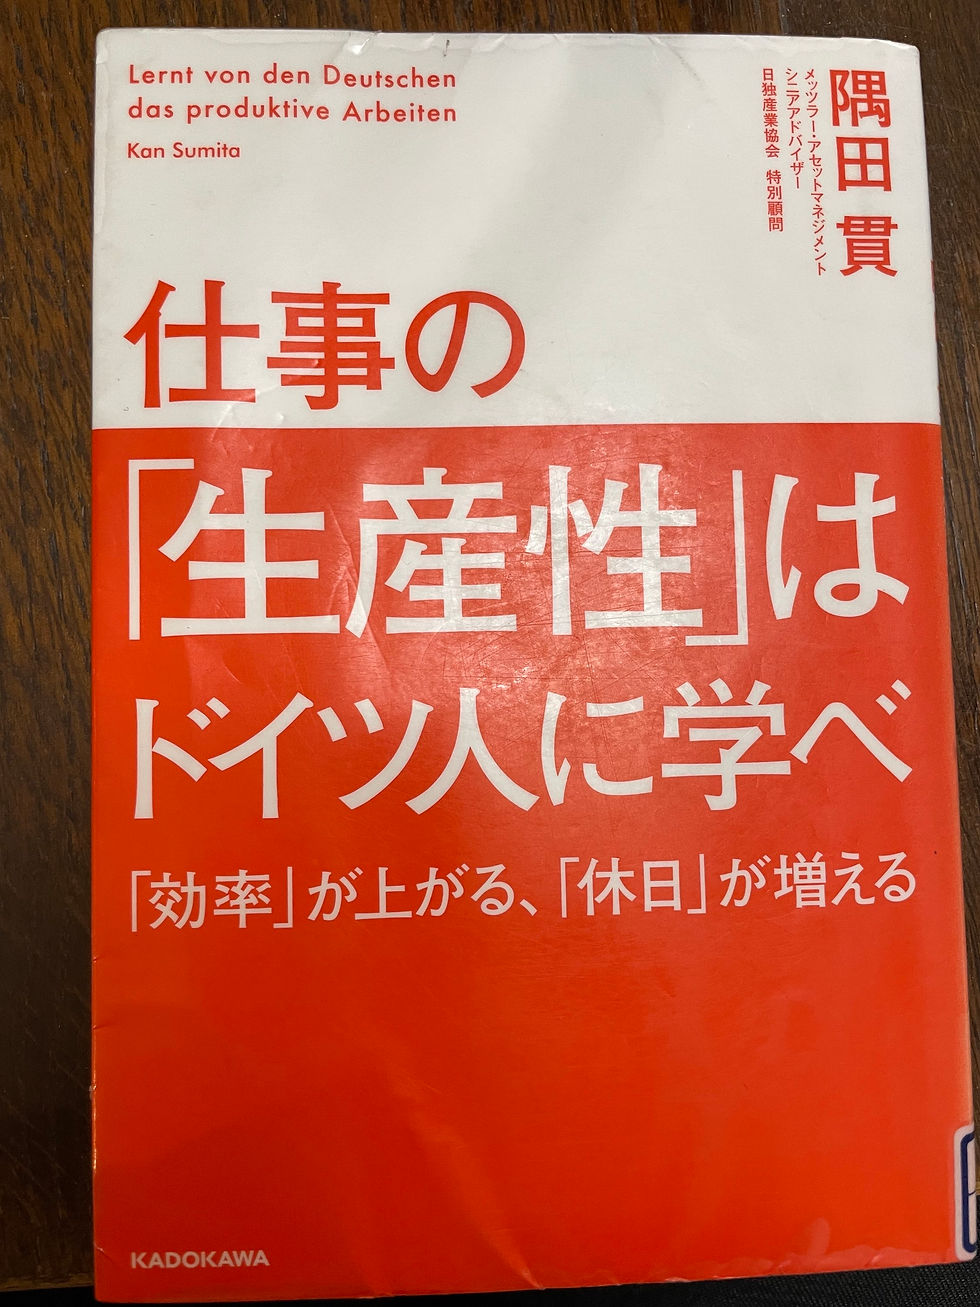 Lernt von den Deutschen
das produktive Arbeiten
Kan Sumita
隅田 貫
メッツラー・アセットマネジメント
シニアアドバイザー
日独産業協会 特別顧問
仕事の
「生産性」は
ドイツ人に学べ
「効率」が上がる、「休日」が増える
KADOKAWA